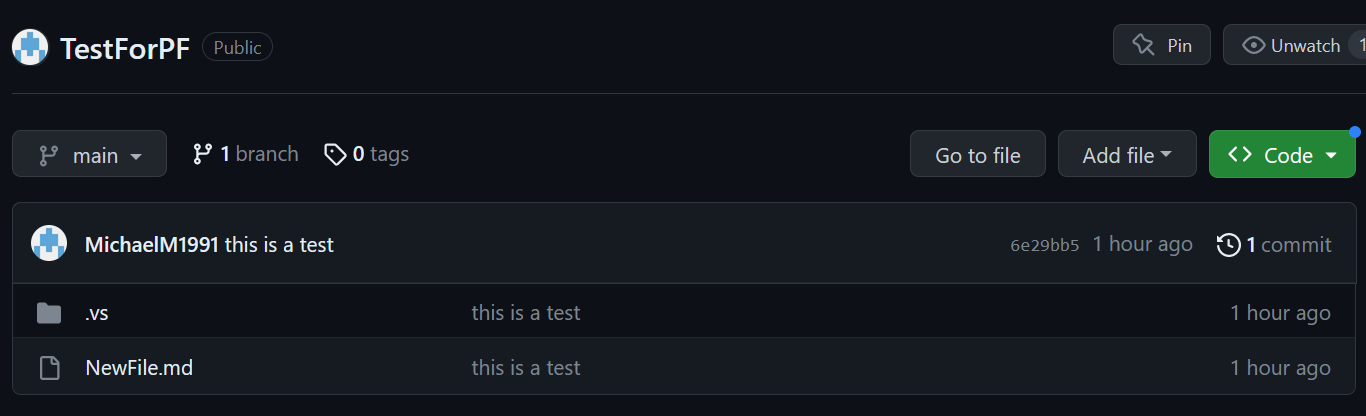 TestForPF Public Pin Unwatch 1
main 1 branch 0 tags Go to file Add file Code
MichaelM1991 this is a test 6e29bb5 1 hour ago 1 commit
.vs this is a test 1 hour ago
NewFile.md this is a test 1 hour ago